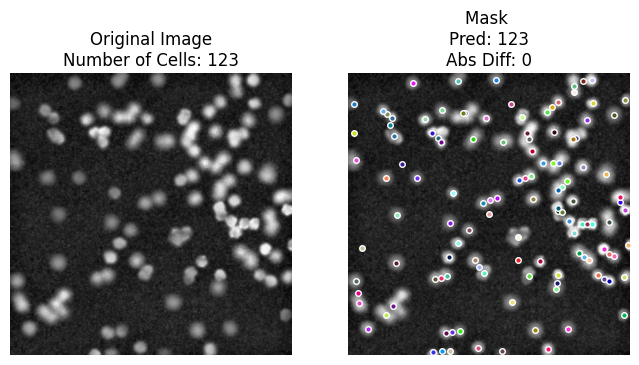 Original Image
Number of Cells: 123
Mask
Pred: 123
Abs Diff: 0